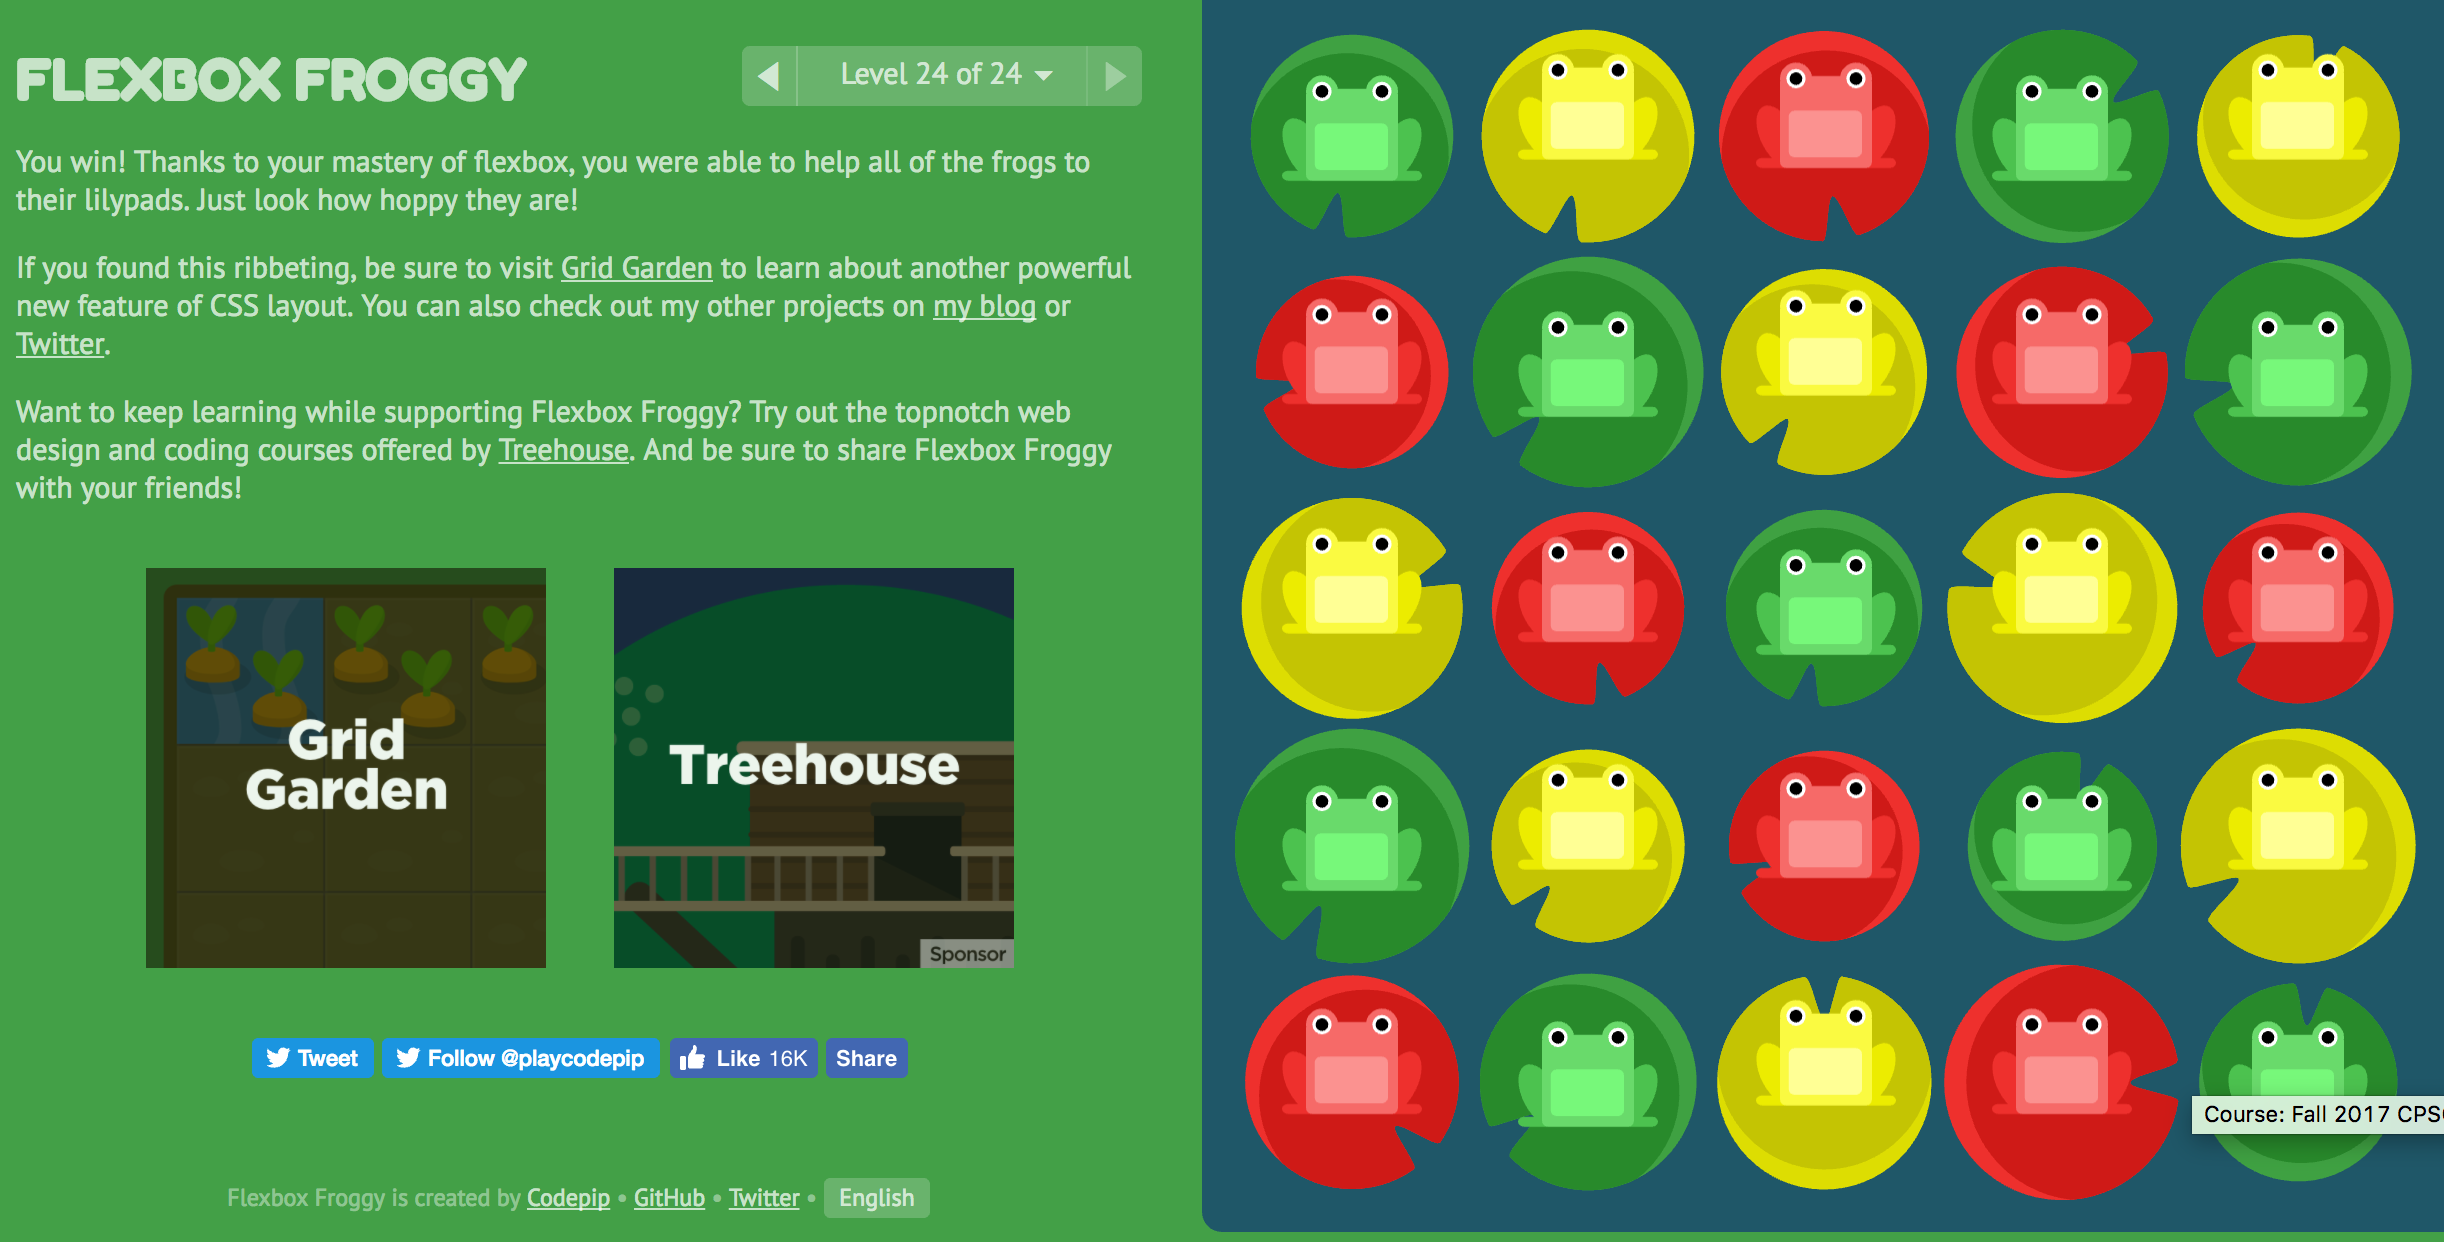 FLEXBOX FROGGY
Level 24 of 24
You win! Thanks to your mastery of flexbox, you were able to help all of the frogs to
their lilypads. Just look how hoppy they are!
If you found this ribbeting, be sure to visit Grid Garden to learn about another powerful
new feature of CSS layout. You can also check out my other projects on my blog or
Twitter.
Want to keep learning while supporting Flexbox Froggy? Try out the topnotch web
design and coding courses offered by Treehouse. And be sure to share Flexbox Froggy
with your friends!
Grid
Garden
Treehouse
Sponsor
Tweet
Follow @playcodepip
Like 16K
Share
Flexbox Froggy is created by Codepip • GitHub • Twitter • English
Course: Fall 2017 CPS